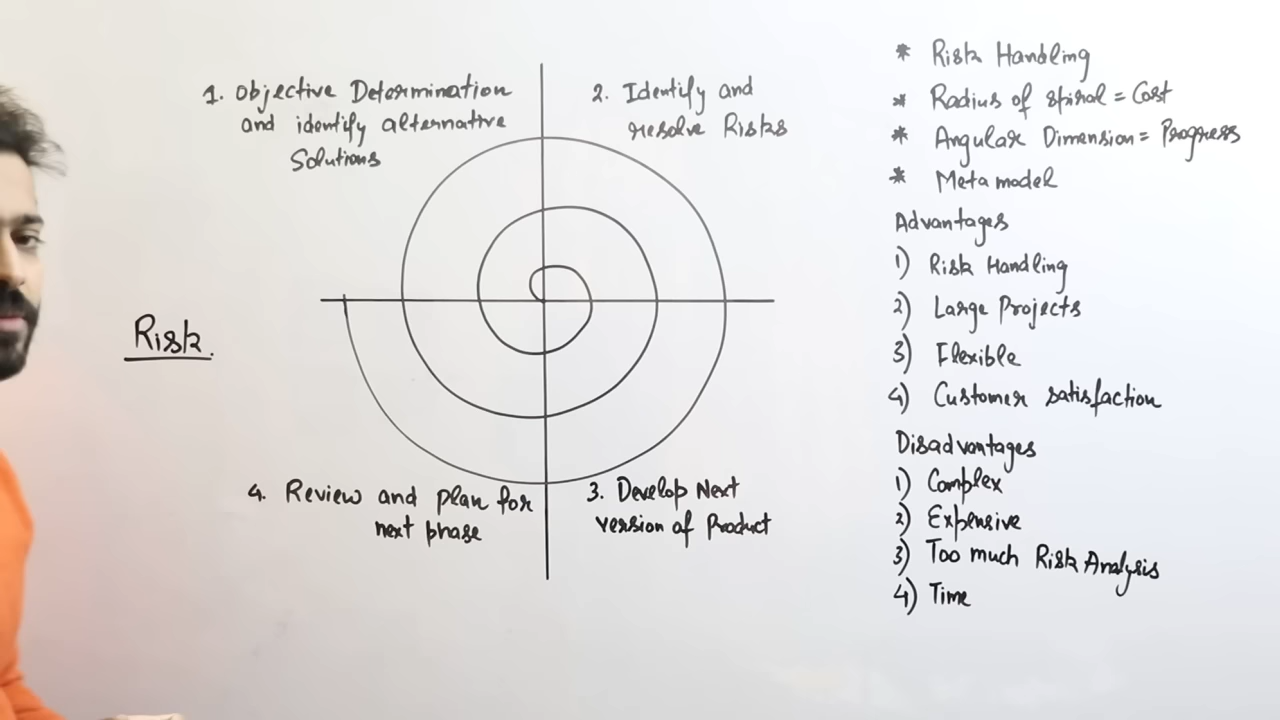 1. Objective Determination
and identify alternative
Solutions
2. Identify and
resolve Risks
Risk.
4. Review and plan for
next phase
3. Develop Next
version of Product
* Risk Handling
* Radius of spiral = Cost
* Angular Dimension = Progress
* Meta model
Advantages
1) Risk Handling
2) Large Projects
3) Flexible
4) Customer satisfaction
Disadvantages
1) Complex
2) Expensive
3) Too much Risk Analysis
4) Time